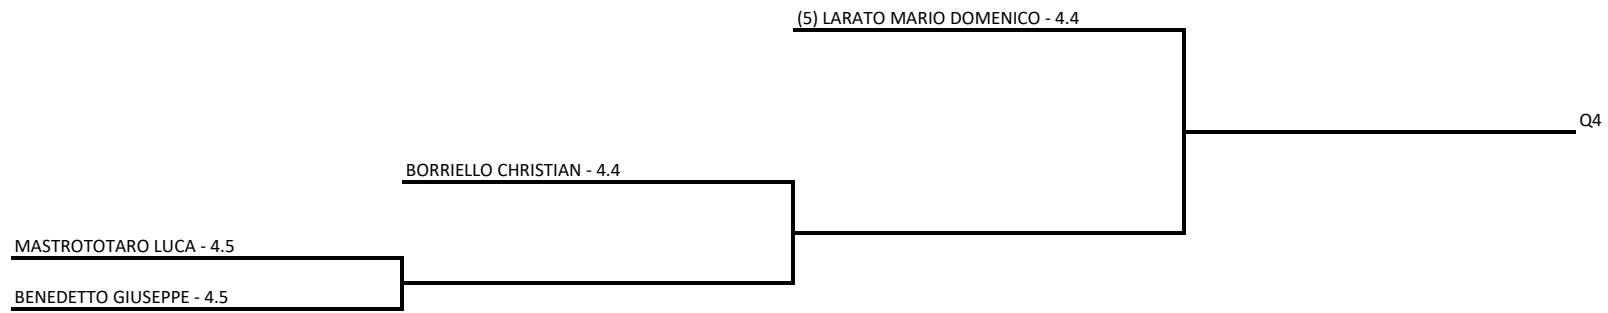 (5) LARATO MARIO DOMENICO - 4.4
Q4
BORRIELLO CHRISTIAN - 4.4
MASTROTOTARO LUCA - 4.5
BENEDETTO GIUSEPPE - 4.5